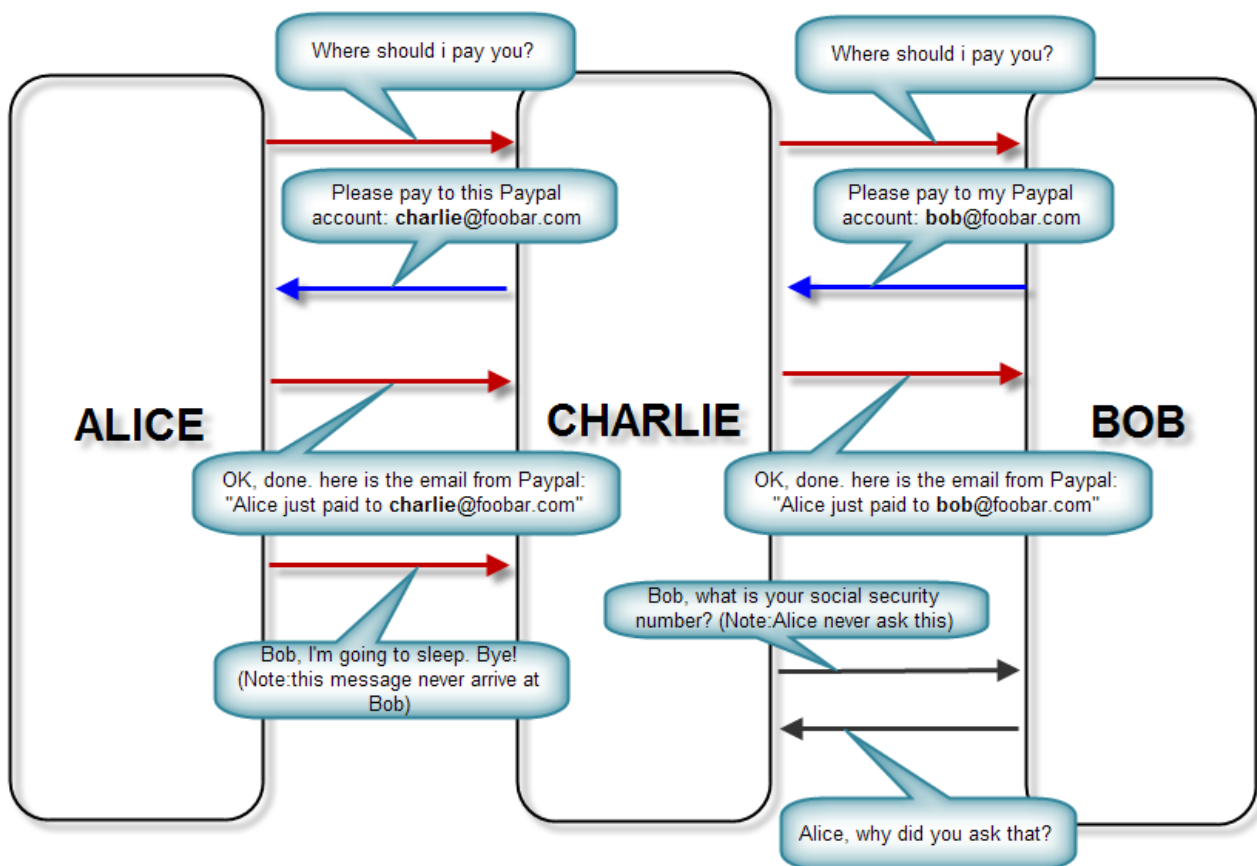 Where should i pay you?
Where should i pay you?
Please pay to this Paypal
account: charlie@foobar.com
Please pay to my Paypal
account: bob@foobar.com
ALICE
CHARLIE
BOB
OK, done. here is the email from Paypal:
"Alice just paid to charlie@foobar.com"
OK, done. here is the email from Paypal:
"Alice just paid to bob@foobar.com"
Bob, what is your social security
number? (Note:Alice never ask this)
Bob, I'm going to sleep. Bye!
(Note:this message never arrive at
Bob)
Alice, why did you ask that?